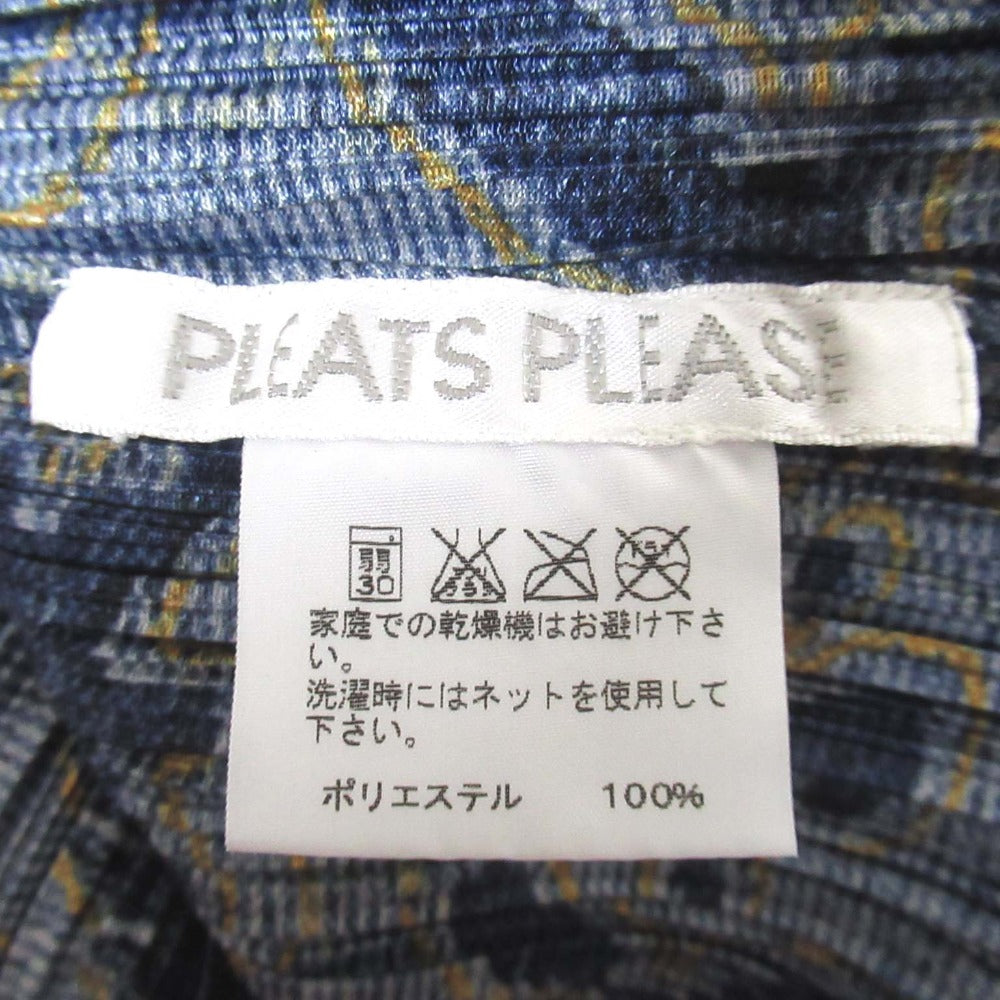 PLEATS PLEASE
30
家庭での乾燥機はお避け下さ
い。
洗濯時にはネットを使用して
下さい。
ポリエステル 100%